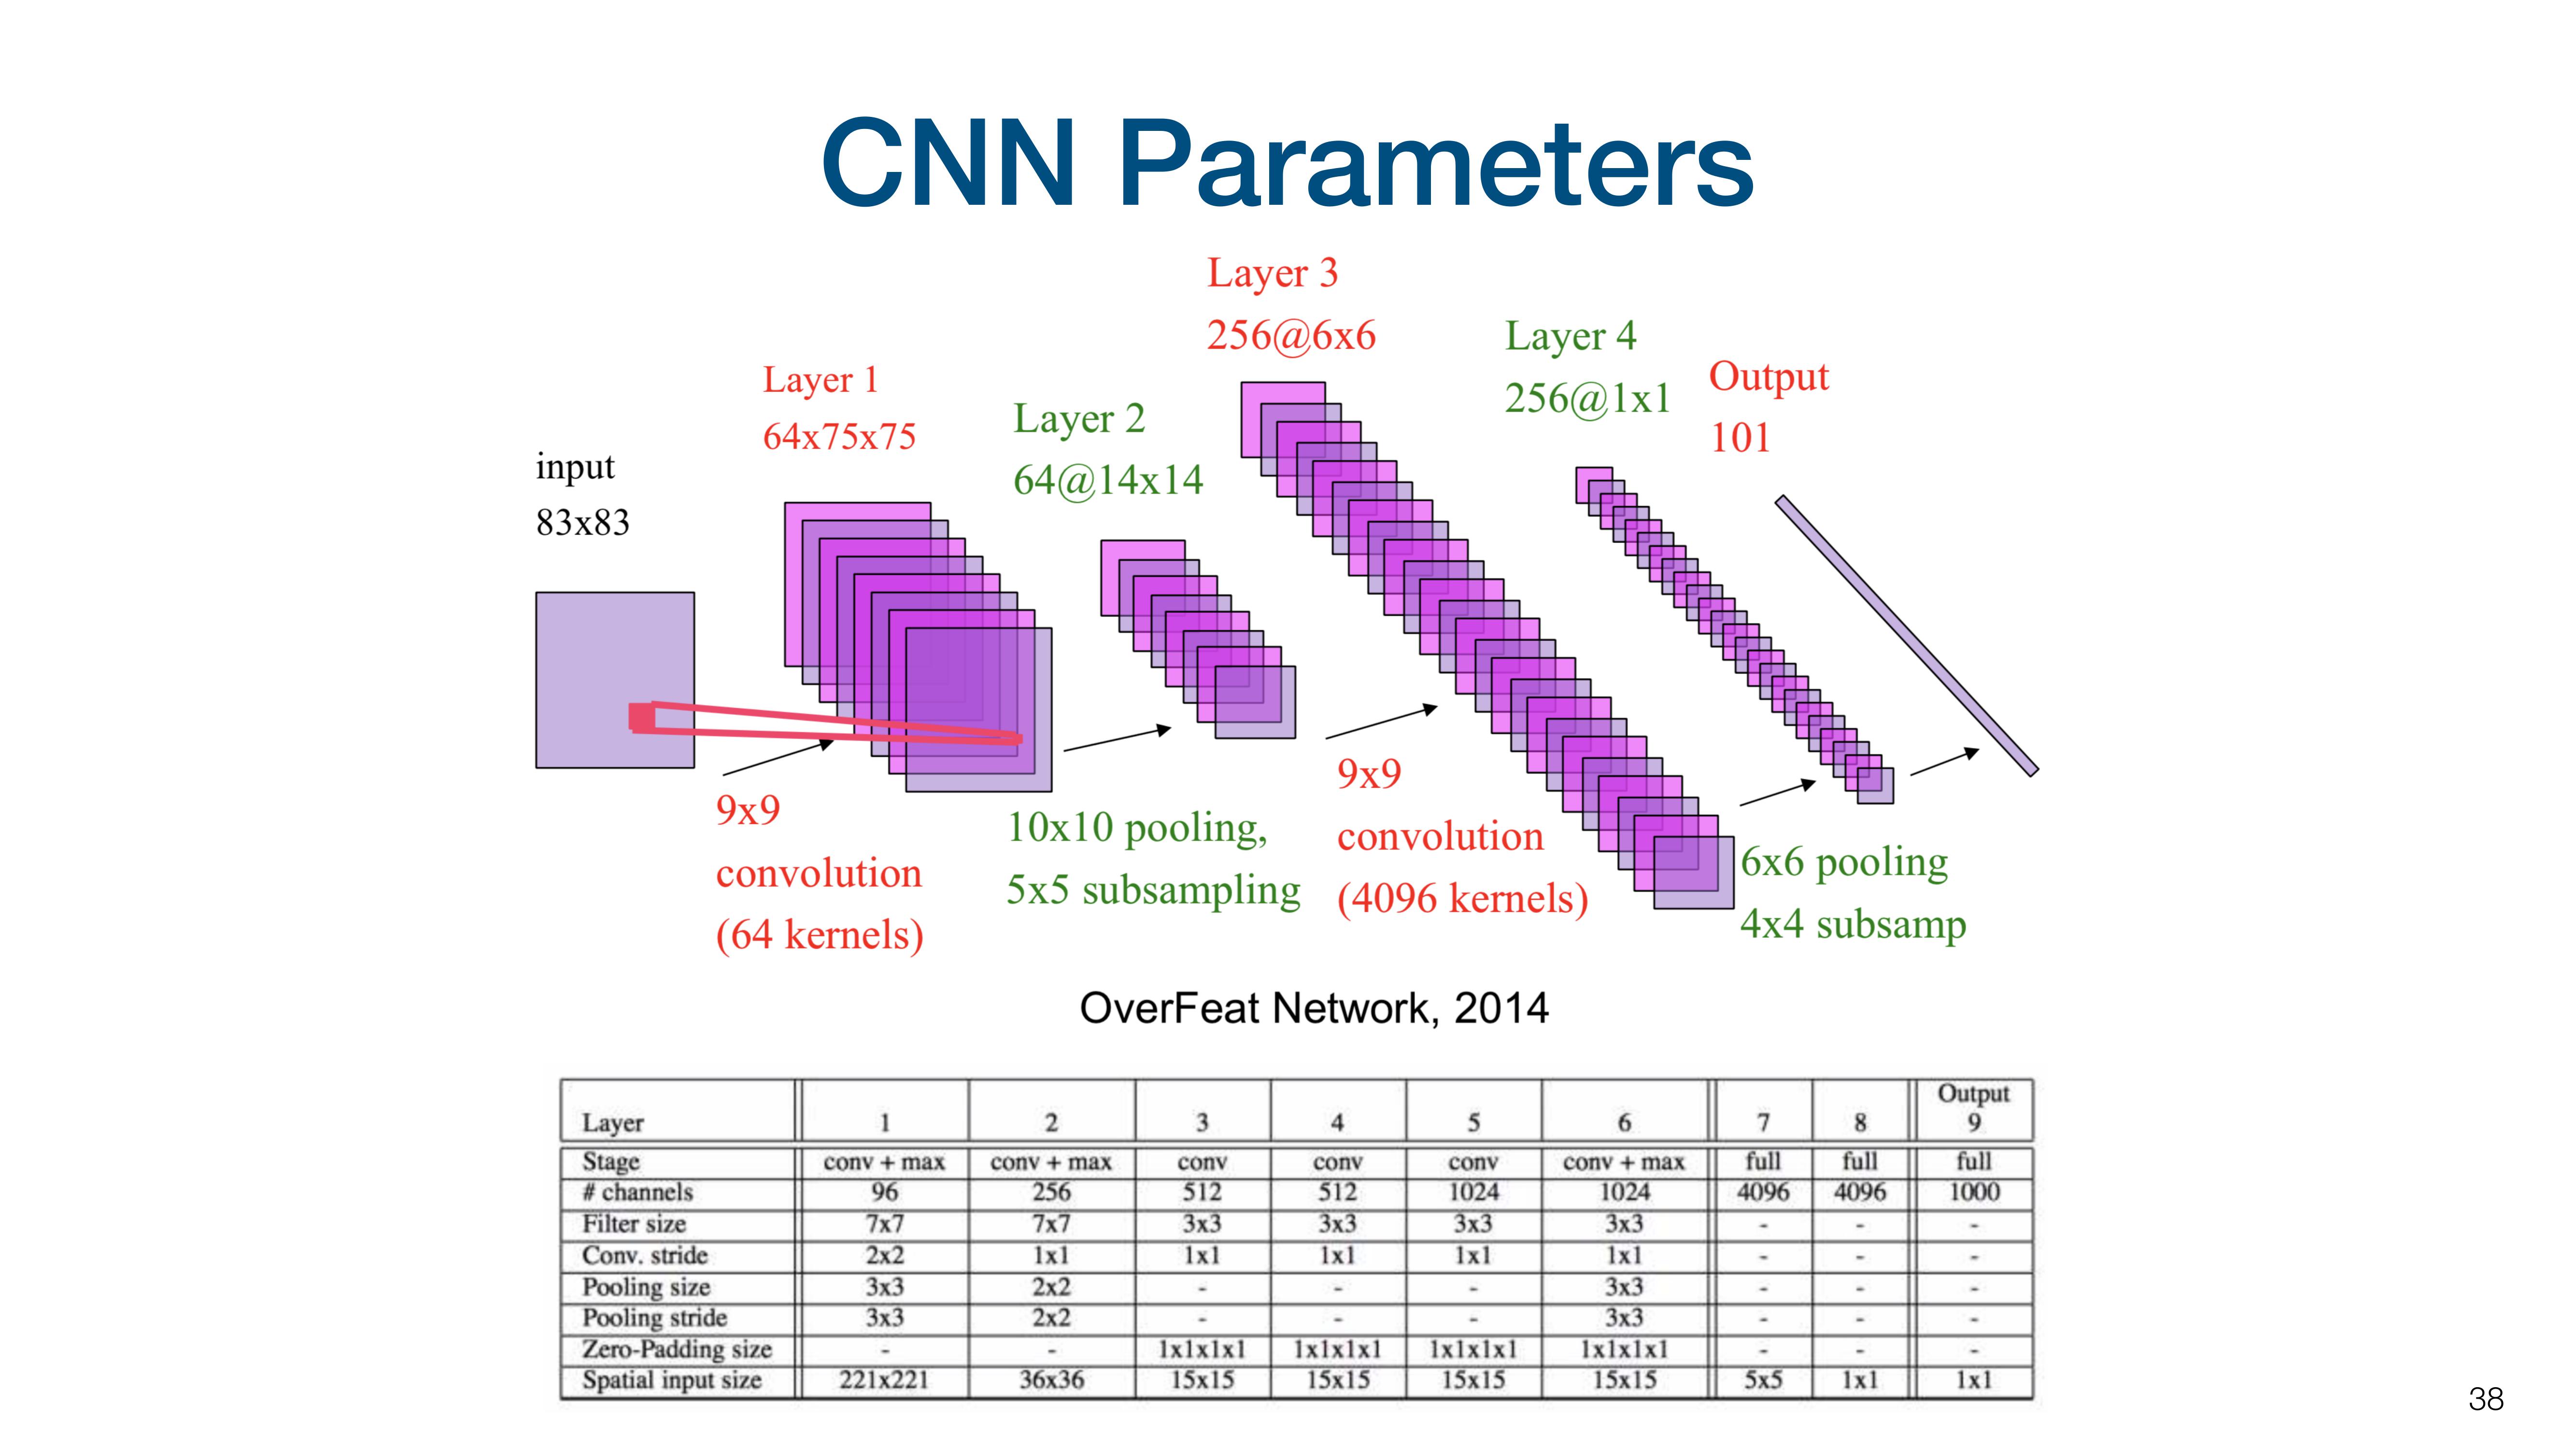 CNN Parameters
input
83x83
Layer 1
64x75x75
Layer 2
64@14x14
Layer 3
256@6x6
Layer 4
256@1x1
Output
101
9x9
convolution
(64 kernels)
10x10 pooling,
5x5 subsampling
9x9
convolution
(4096 kernels)
6x6 pooling
4x4 subsamp
OverFeat Network, 2014
Layer 1 2 3 4 5 6 7 8 Output 9
Stage conv + max conv + max conv conv conv conv + max full full full
# channels 96 256 512 512 1024 1024 4096 4096 1000
Filter size 7x7 7x7 3x3 3x3 3x3 3x3 - - -
Conv. stride 2x2 1x1 1x1 1x1 1x1 1x1 - - -
Pooling size 3x3 2x2 - - - 3x3 - - -
Pooling stride 3x3 2x2 - - - 3x3 - - -
Zero-Padding size - - 1x1x1x1 1x1x1x1 1x1x1x1 1x1x1x1 - - -
Spatial input size 221x221 36x36 15x15 15x15 15x15 15x15 5x5 1x1 1x1
38